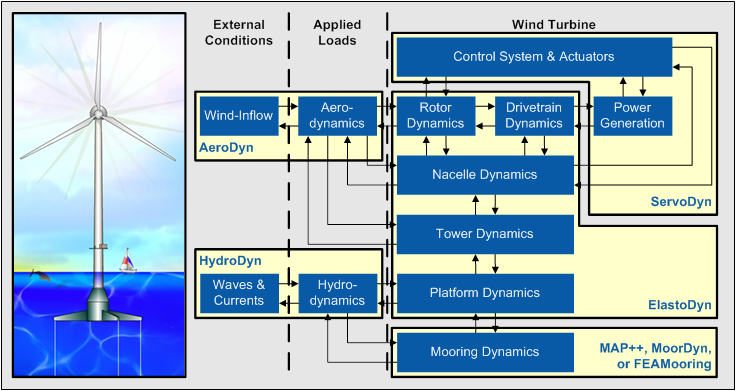 External
Conditions
Applied
Loads
Wind Turbine
Control System & Actuators
Wind-Inflow
Aero-
dynamics
Rotor
Dynamics
Drivetrain
Dynamics
Power
Generation
AeroDyn
Nacelle Dynamics
ServoDyn
Tower Dynamics
HydroDyn
Waves &
Currents
Hydro-
dynamics
Platform Dynamics
ElastoDyn
Mooring Dynamics
MAP++, MoorDyn,
or FEAMooring